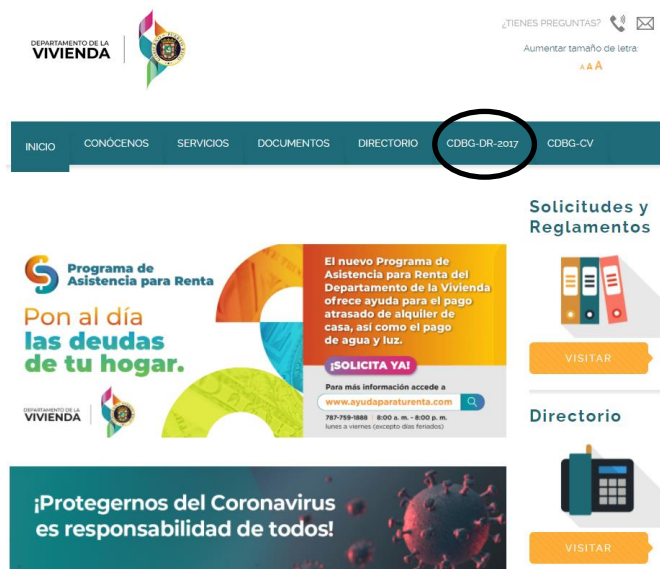 DEPARTAMENTO DE LA
VIVIENDA
¿TIENES PREGUNTAS?
Aumentar tamaño de letra:
A A A
INICIO
CONÓCENOS
SERVICIOS
DOCUMENTOS
DIRECTORIO
CDBG-DR-2017
CDBG-CV
Programa de
Asistencia para Renta
Pon al día
las deudas
de tu hogar.
DEPARTAMENTO DE LA
VIVIENDA
El nuevo Programa de
Asistencia para Renta del
Departamento de la Vivienda
ofrece ayuda para el pago
atrasado de alquiler de
casa, así como el pago
de agua y luz.
¡SOLICITA YA!
Para más información accede a
www.ayudaparaturenta.com
787-759-1888 | 8:00 a. m. - 8:00 p. m.
lunes a viernes (excepto días feriados)
¡Protegernos del Coronavirus
es responsabilidad de todos!
Solicitudes y
Reglamentos
VISITAR
Directorio
VISITAR